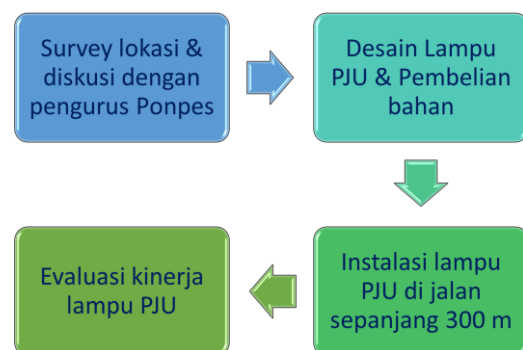 Survey lokasi &
diskusi dengan
pengurus Ponpes
Desain Lampu
PJU & Pembelian
bahan
Instalasi lampu
PJU di jalan
sepanjang 300 m
Evaluasi kinerja
lampu PJU